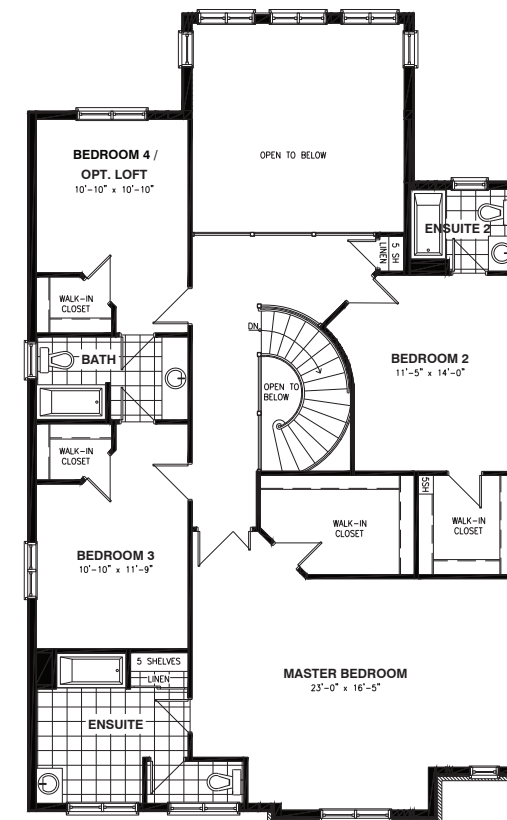 BEDROOM 4 /
OPT. LOFT
10'-10" x 10'-10"
OPEN TO BELOW
ENSUITE 2
5 SH
LINEN
WALK-IN
CLOSET
DN
BATH
BEDROOM 2
11'-5" x 14'-0"
OPEN TO
BELOW
WALK-IN
CLOSET
5SH
WALK-IN
CLOSET
WALK-IN
CLOSET
BEDROOM 3
10'-10" x 11'-9"
5 SHELVES
LINEN
MASTER BEDROOM
23'-0" x 16'-5"
ENSUITE